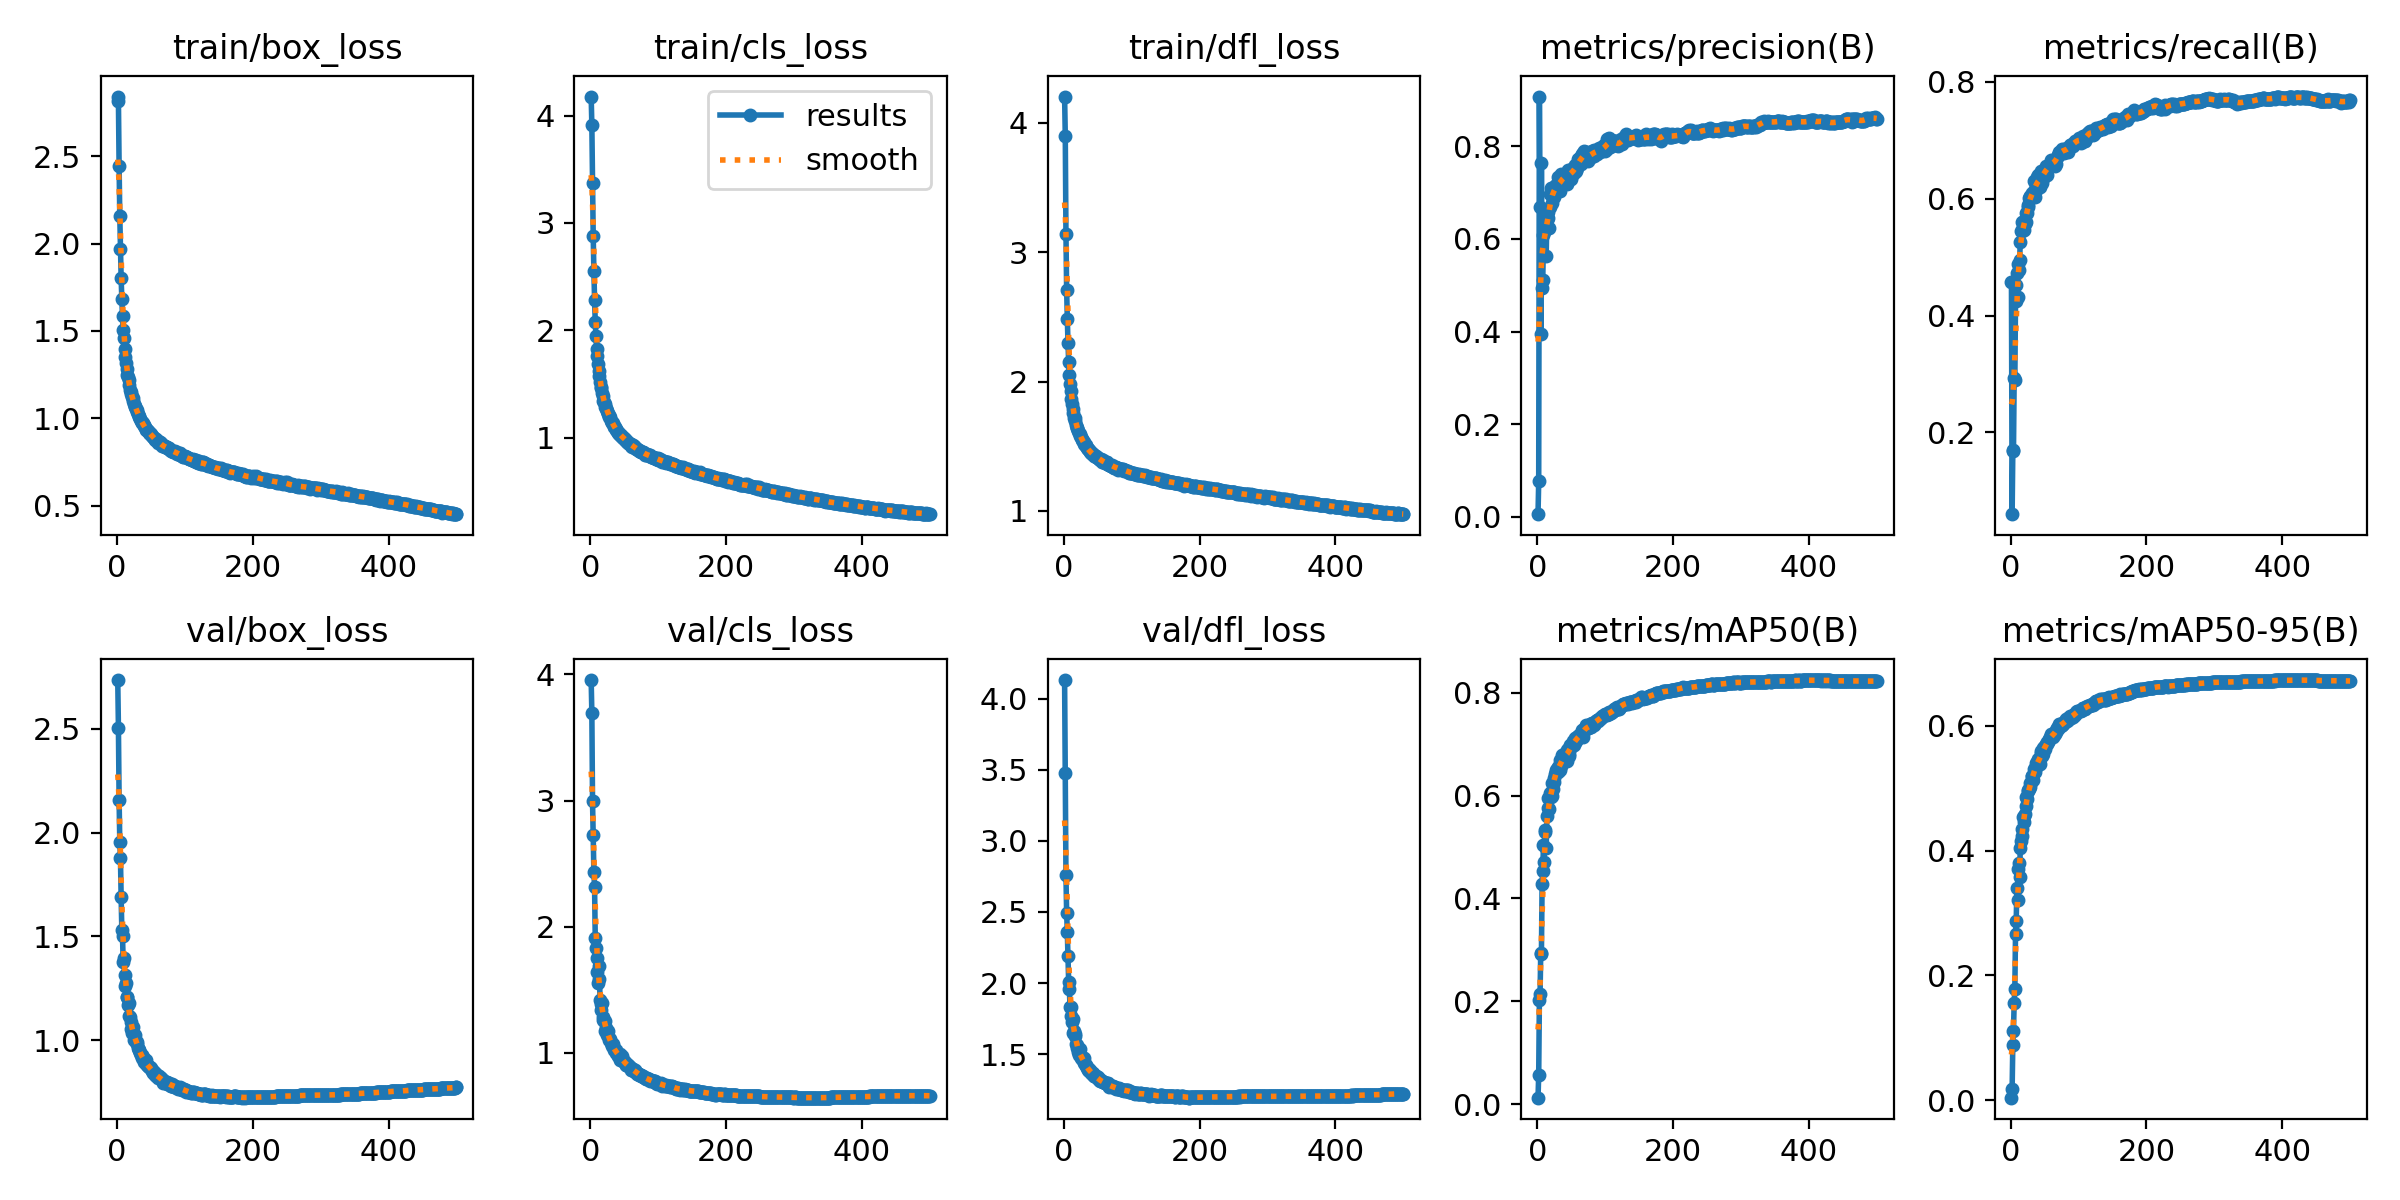 train/box_loss
train/cls_loss
train/dfl_loss
metrics/precision(B)
metrics/recall(B)
2.5
2.0
1.5
1.0
0.5
0 200 400
4
3
2
1
0 200 400
results
smooth
4
3
2
1
0 200 400
0.8
0.6
0.4
0.2
0.0
0 200 400
0.8
0.6
0.4
0.2
0 200 400
val/box_loss
val/cls_loss
val/dfl_loss
metrics/mAP50(B)
metrics/mAP50-95(B)
2.5
2.0
1.5
1.0
0 200 400
4
3
2
1
0 200 400
4.0
3.5
3.0
2.5
2.0
1.5
0 200 400
0.8
0.6
0.4
0.2
0.0
0 200 400
0.6
0.4
0.2
0.0
0 200 400